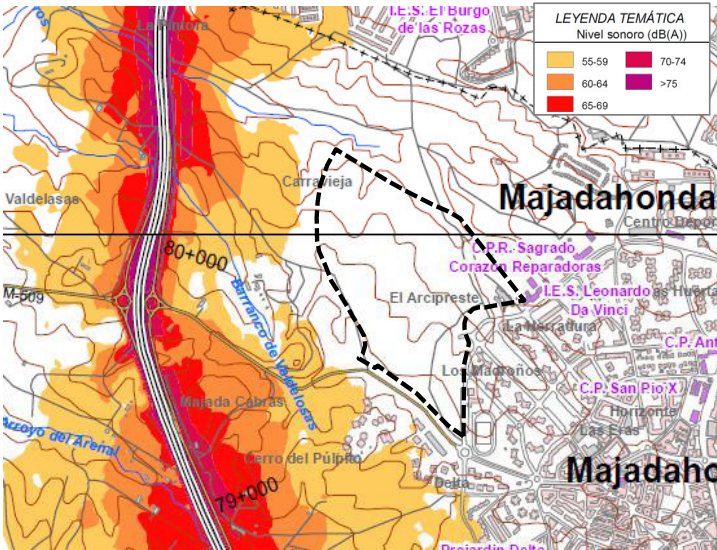 I.E.S. El Burgo
de las Rozas
LEYENDA TEMÁTICA
Nivel sonoro (dB(A))
55-59
70-74
60-64
>75
65-69
La Pintora
Carravieja
Valdelasas
Majadahonda
Centro Depor
80+000
C.P.R. Sagrado
Corazón Reparadoras
M-509
Barranco de Valdelosas
El Arcipreste
I.E.S. Leonardo
Da Vinci
as Huerta
La Herradura
C.P. Ant
Los Madroños
C.P. San Pio X
Majada Cabras
Horizonte
Las Eras
Arroyo del Arenal
Cerro del Púlpito
Majadaho
79+000
Delta
Projardín Delta